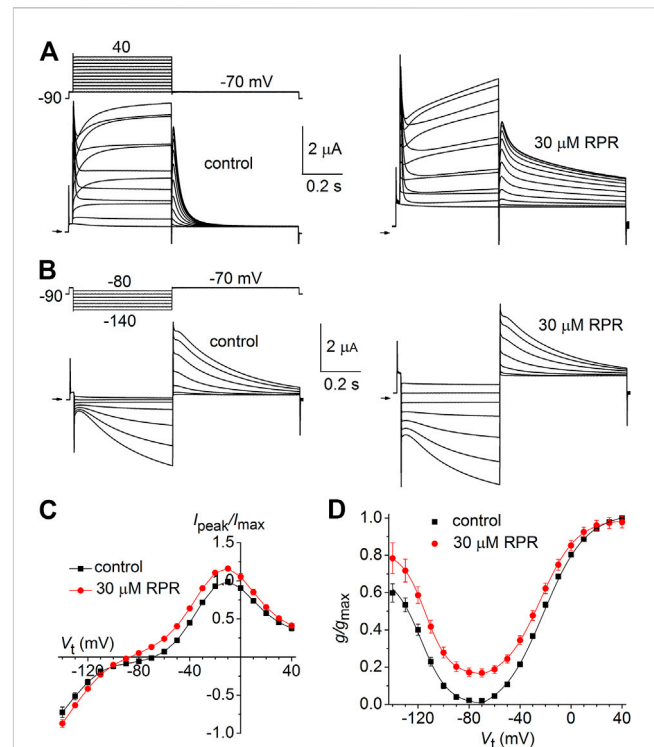 A
40
-90
-70 mV
control
2 μA
0.2 s
30 μM RPR
B
-80
-90
-70 mV
-140
control
2 μA
0.2 s
30 μM RPR
C
Ipeak/Imax
control
30 μM RPR
Vt (mV)
1.5
1.0
0.5
-120 -80 -40 0 40
-0.5
-1.0
D
control
30 μM RPR
g/gmax
1.0
0.8
0.6
0.4
0.2
0.0
-120 -80 -40 0 40
Vt (mV)